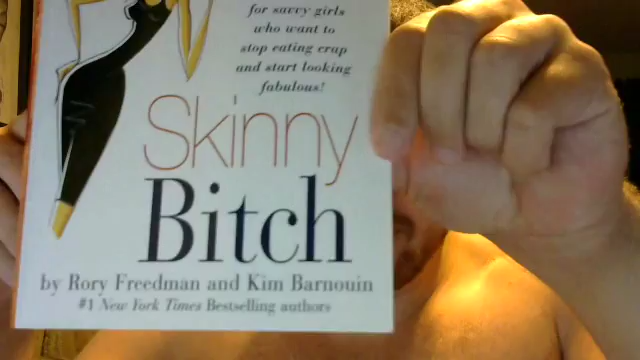 for savvy girls
who want to
stop eating crap
and start looking
fabulous!
Skinny
Bitch
by Rory Freedman and Kim Barnouin
#1 New York Times Bestselling authors